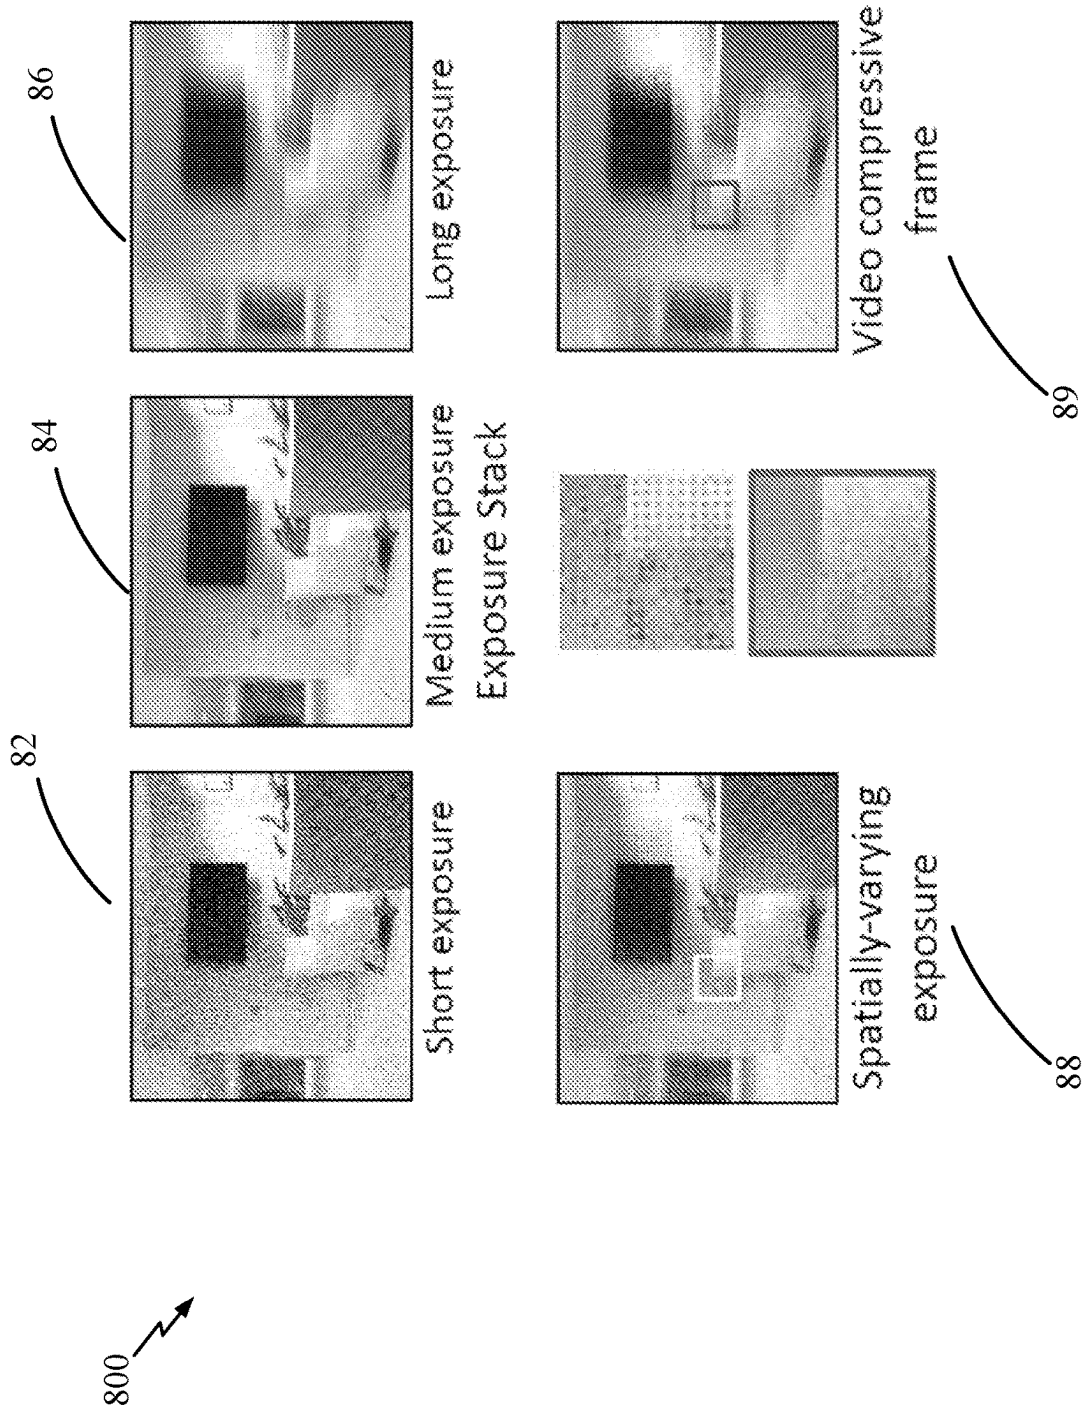 800
82
84
86
Short exposure
Medium exposure
Long exposure
Exposure Stack
Spatially-varying
exposure
Video compressive
frame
88
89